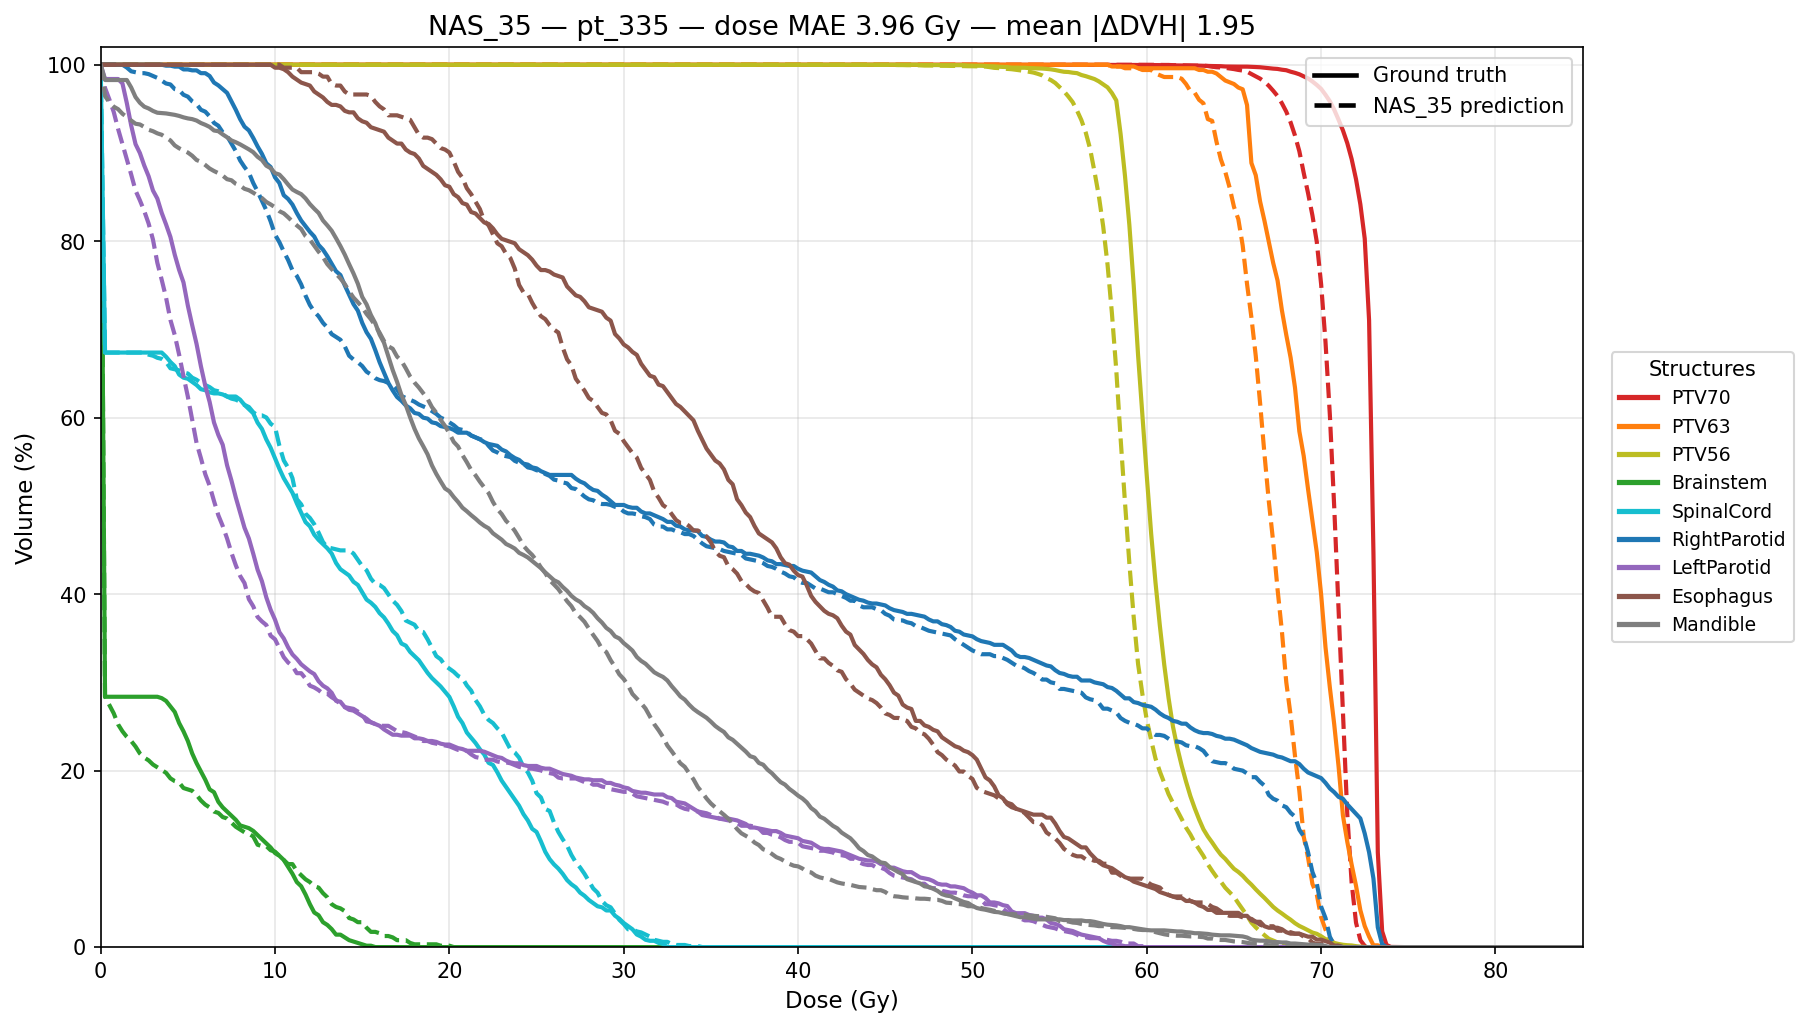 NAS_35 — pt_335 — dose MAE 3.96 Gy — mean |ΔDVH| 1.95
Ground truth
NAS_35 prediction
Structures
PTV70
PTV63
PTV56
Brainstem
SpinalCord
RightParotid
LeftParotid
Esophagus
Mandible
Volume (%)
100
80
60
40
20
0
0 10 20 30 40 50 60 70 80
Dose (Gy)